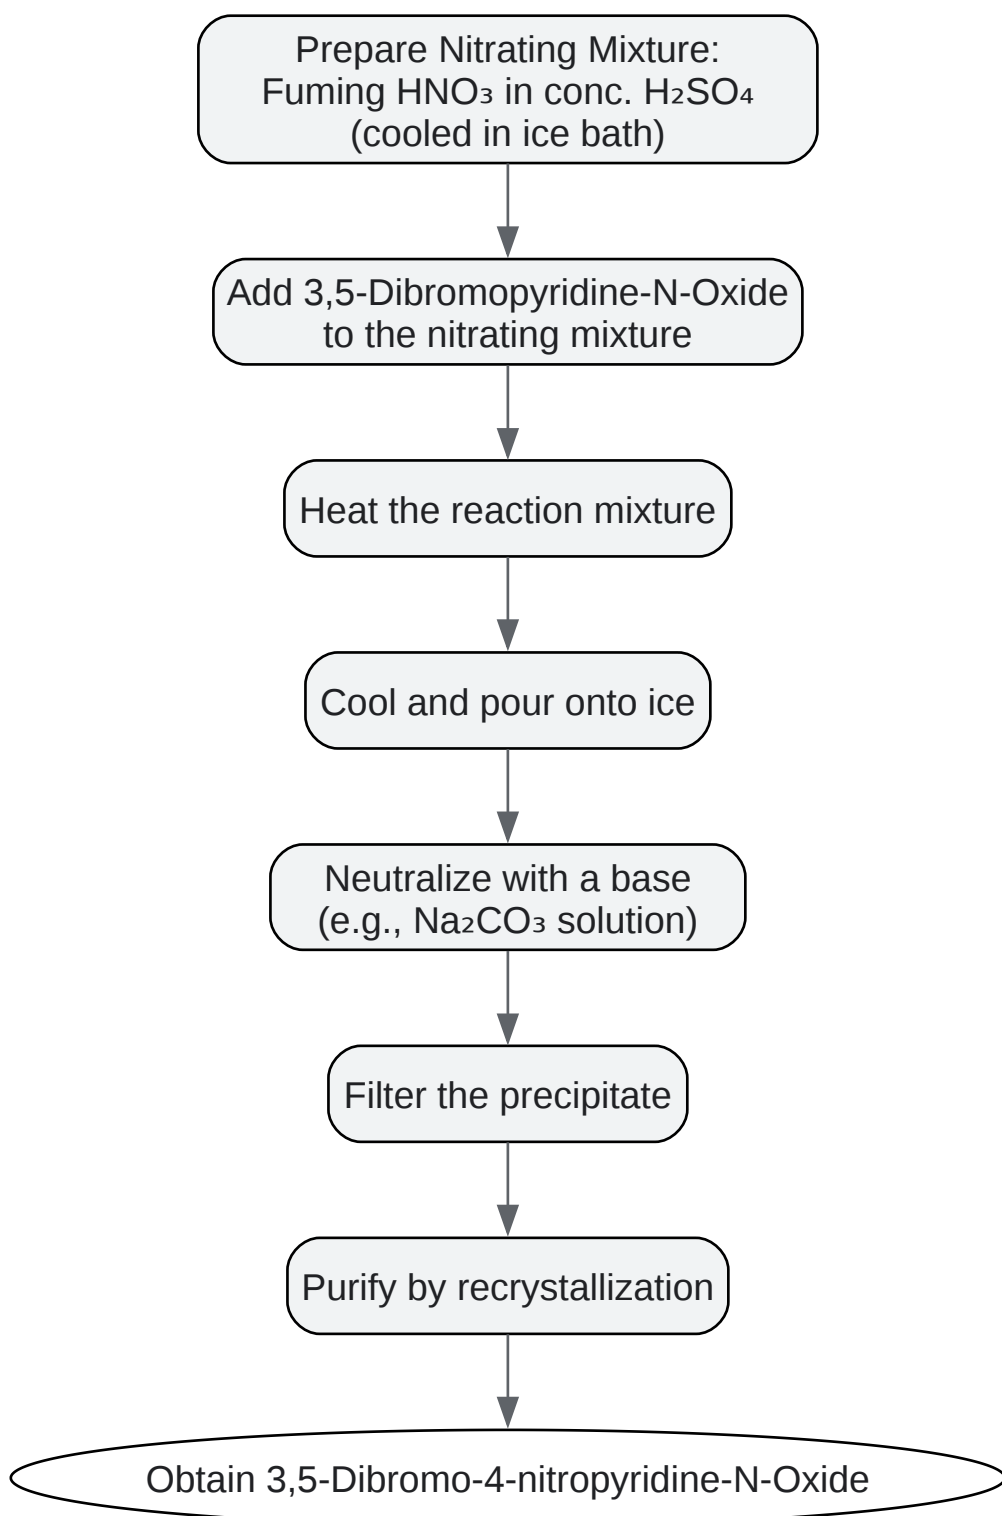 Prepare Nitrating Mixture:
Fuming HNO₃ in conc. H₂SO₄
(cooled in ice bath)
Add 3,5-Dibromopyridine-N-Oxide
to the nitrating mixture
Heat the reaction mixture
Cool and pour onto ice
Neutralize with a base
(e.g., Na₂CO₃ solution)
Filter the precipitate
Purify by recrystallization
Obtain 3,5-Dibromo-4-nitropyridine-N-Oxide